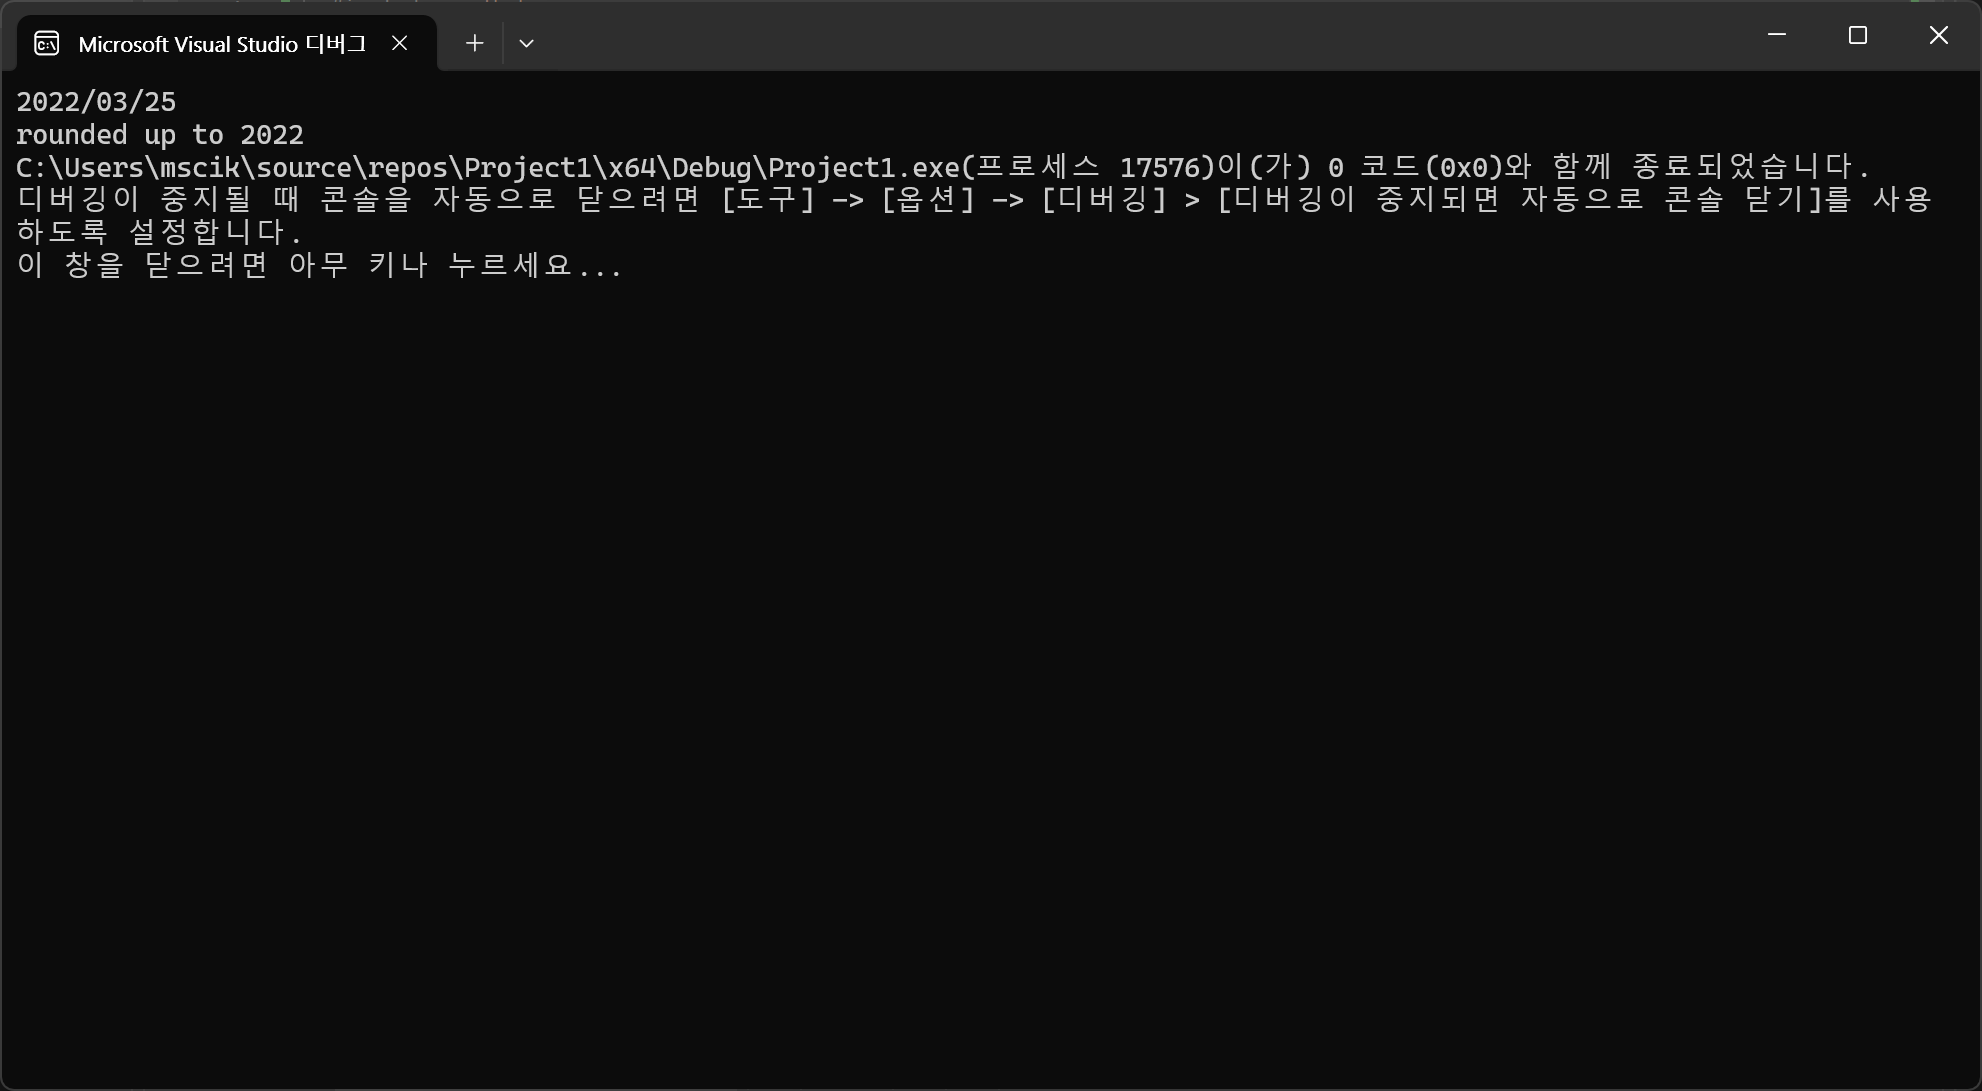 Microsoft Visual Studio 디버그
2022/03/25
rounded up to 2022
C:\Users\mscik\source\repos\Project1\x64\Debug\Project1.exe(프로세스 17576)이(가) 0 코드(0x0)와 함께 종료되었습니다.
디버깅이 중지될 때 콘솔을 자동으로 닫으려면 [도구] -> [옵션] -> [디버깅] > [디버깅이 중지되면 자동으로 콘솔 닫기]를 사용
하도록 설정합니다.
이 창을 닫으려면 아무 키나 누르세요...